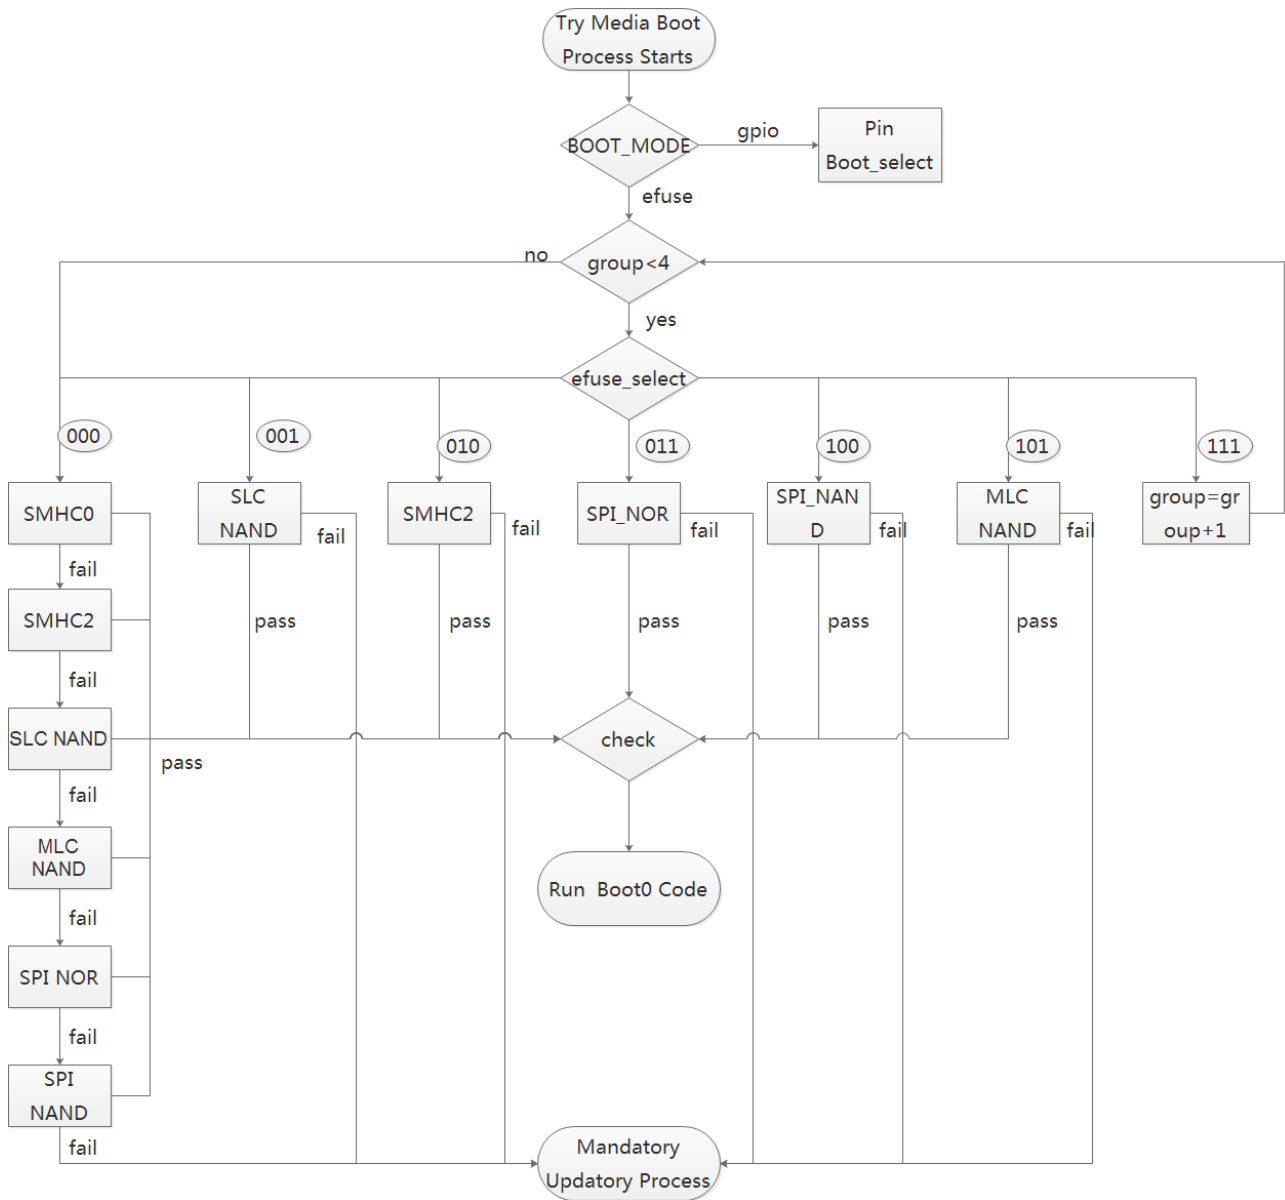 Try Media Boot
Process Starts
BOOT_MODE
gpio
Pin
Boot_select
efuse
no
group<4
yes
efuse_select
000
001
010
011
100
101
111
SMHC0
SLC
NAND
SMHC2
SPI_NOR
SPI_NAN
D
MLC
NAND
group=gr
oup+1
fail
fail
fail
fail
fail
fail
SMHC2
pass
pass
pass
pass
pass
fail
SLC NAND
check
pass
fail
MLC
NAND
Run Boot0 Code
fail
SPI NOR
fail
SPI
NAND
fail
Mandatory
Updatory Process